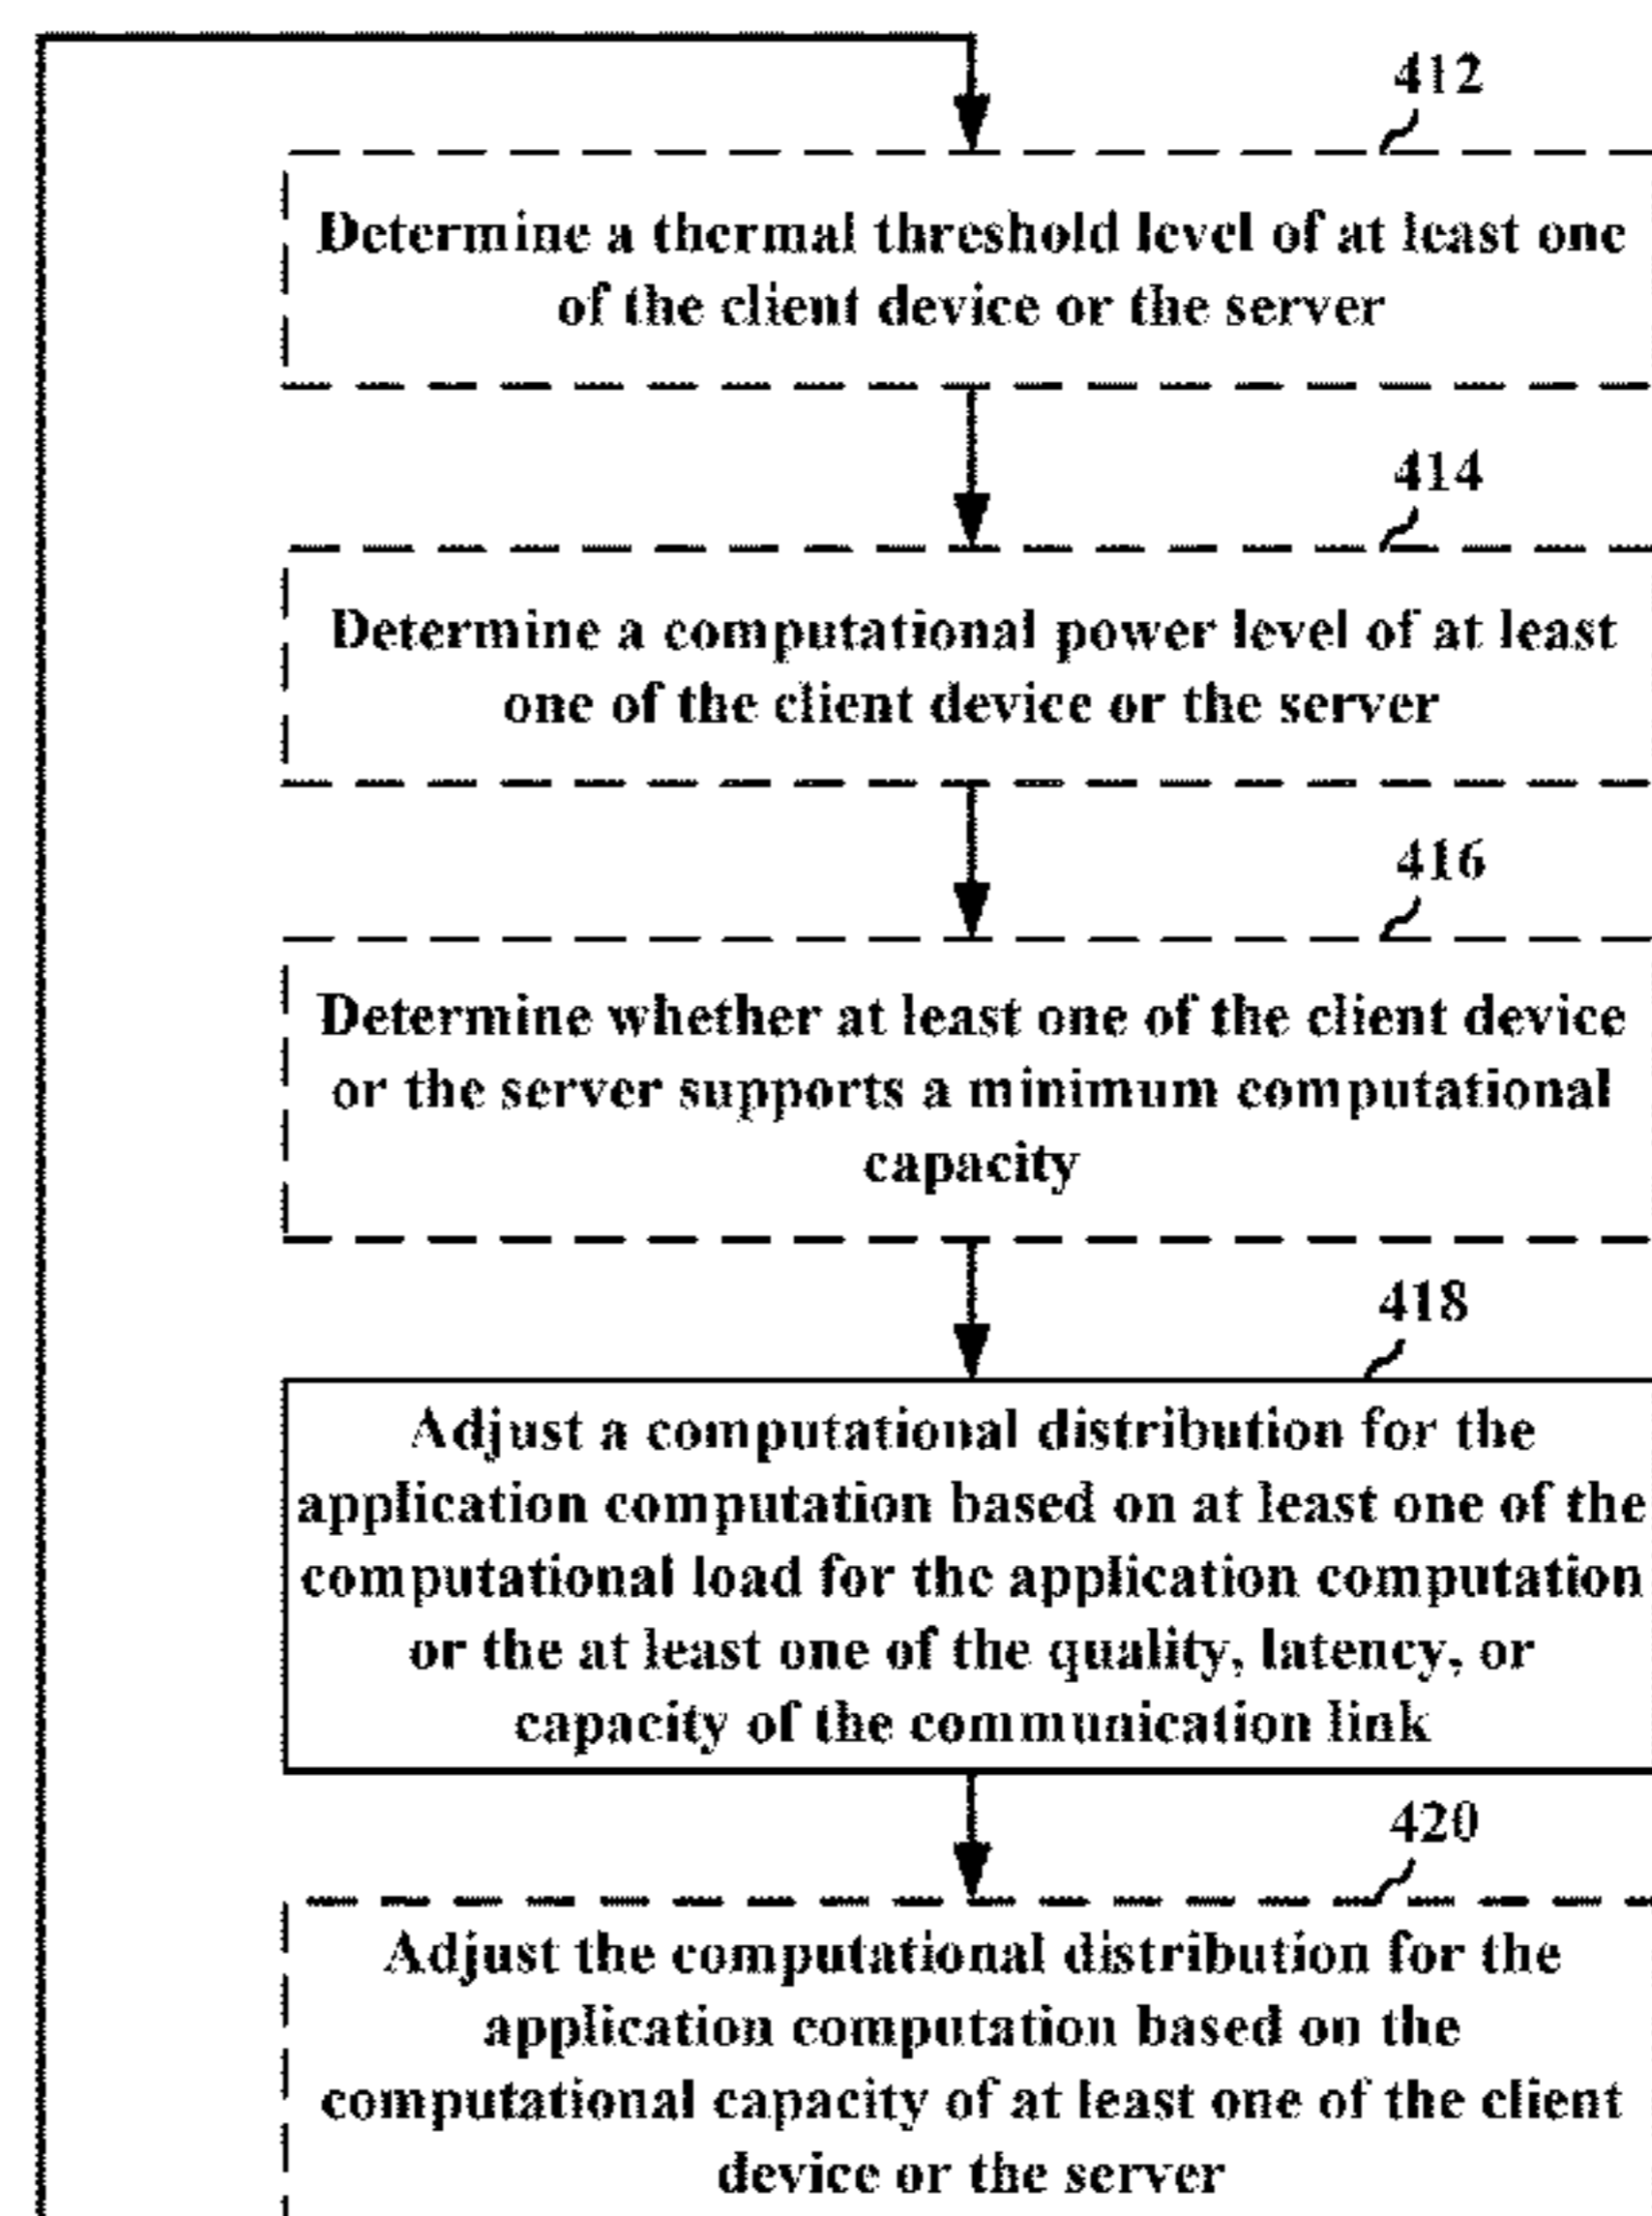 412
Determine a thermal threshold level of at least one
of the client device or the server
414
Determine a computational power level of at least
one of the client device or the server
416
Determine whether at least one of the client device
or the server supports a minimum computational
capacity
418
Adjust a computational distribution for the
application computation based on at least one of the
computational load for the application computation
or the at least one of the quality, latency, or
capacity of the communication link
420
Adjust the computational distribution for the
application computation based on the
computational capacity of at least one of the client
device or the server